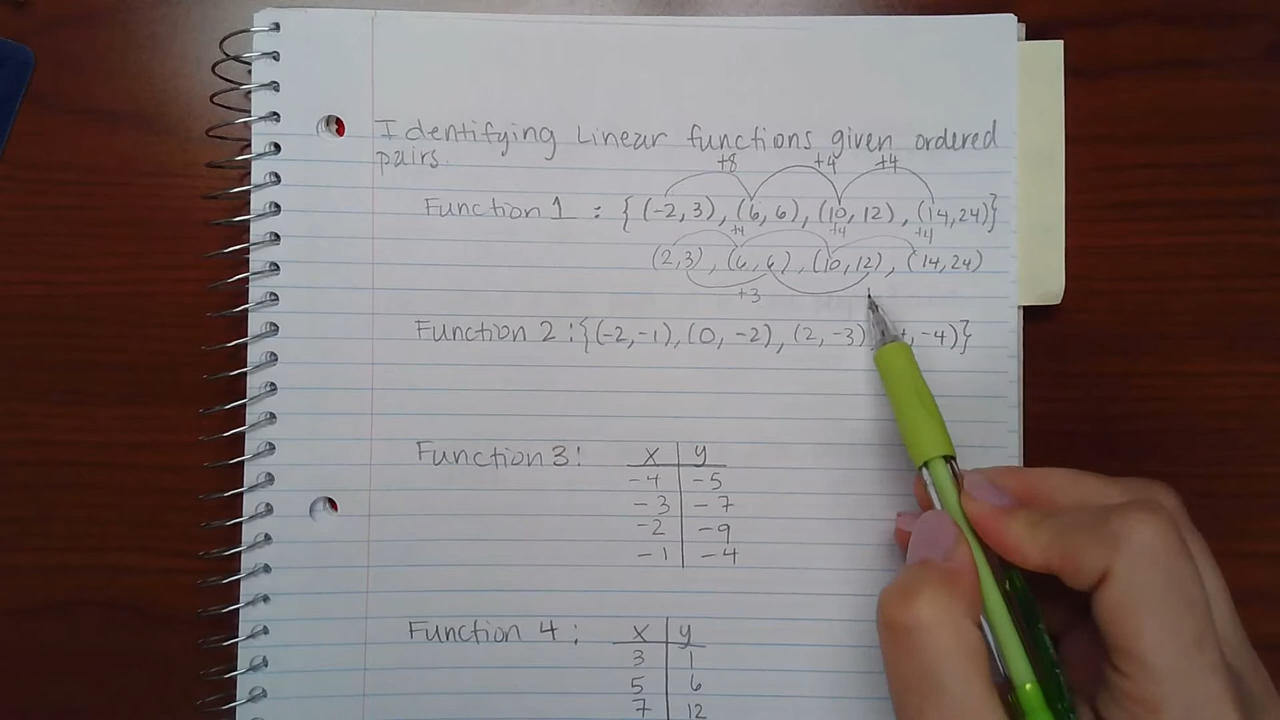 Identifying Linear functions given ordered
pairs.
+8 +4 +4
Function 1 : {(-2,3), (6,6), (10,12), (14,24)}
+4 +4 +4
(2,3), (6,6), (10,12), (14,24)
+3
Function 2 : {(-2,-1), (0,-2), (2,-3) , -4)}
Function 3: x y
-4 -5
-3 -7
-2 -9
-1 -4
Function 4: x y
3 1
5 6
7 12